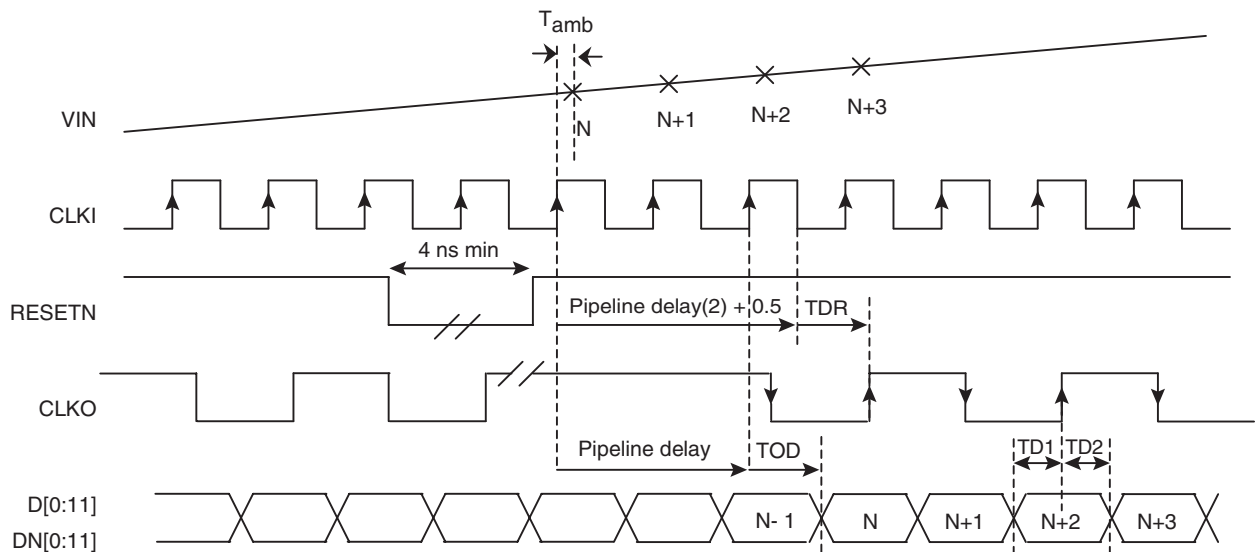 Tamb
VIN
N
N+1
N+2
N+3
CLKI
4 ns min
RESETN
Pipeline delay(2) + 0.5
TDR
CLKO
Pipeline delay
TOD
TD1
TD2
D[0:11]
DN[0:11]
N- 1
N
N+1
N+2
N+3